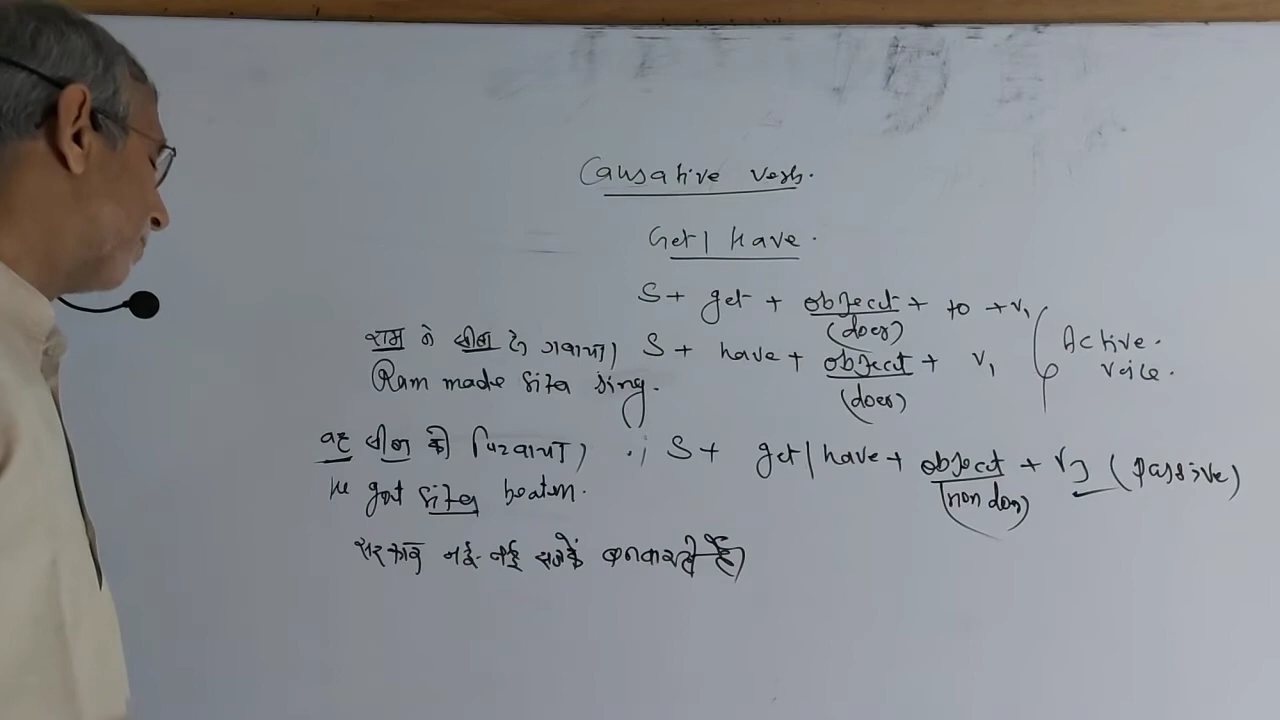 Causative verb.
Get/ Have.
S+ get + object + to + v1
(doer)
राम ने सीता से गवाया। S + have + object + v1
(doer)
Active voice.
Ram made Sita sing.
वह सीता को पिटवाया। S + get/have + object + v3 (passive)
(non doer)
He got Sita beaten.
सरकार नई-नई सड़कें बनवा रही है।